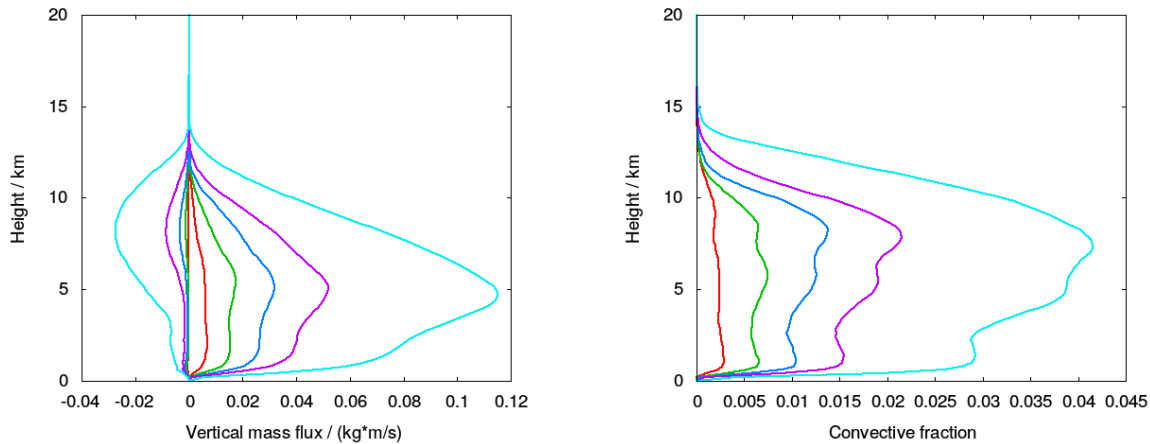 20
15
10
5
0
Height / km
-0.04 -0.02 0 0.02 0.04 0.06 0.08 0.1 0.12
Vertical mass flux / (kg*m/s)
20
15
10
5
0
Height / km
0 0.005 0.01 0.015 0.02 0.025 0.03 0.035 0.04 0.045
Convective fraction